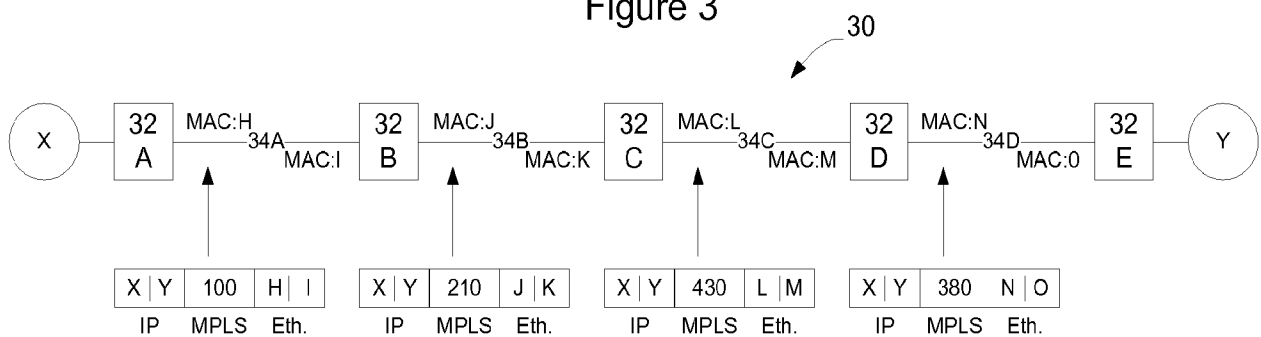 Figure 3
30
X
32
A
MAC:H
34A
MAC:I
32
B
MAC:J
34B
MAC:K
32
C
MAC:L
34C
MAC:M
32
D
MAC:N
34D
MAC:0
32
E
Y
X | Y 100 H | I
IP MPLS Eth.
X | Y 210 J | K
IP MPLS Eth.
X | Y 430 L | M
IP MPLS Eth.
X | Y 380 N | O
IP MPLS Eth.